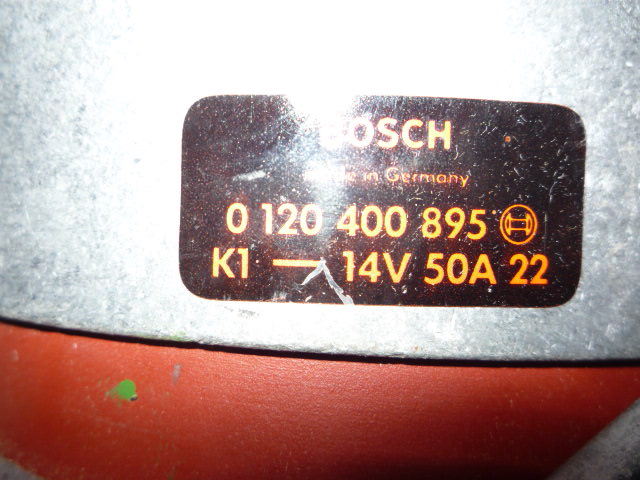 BOSCH
in Germany
0 120 400 895
K1 — 14V 50A 22